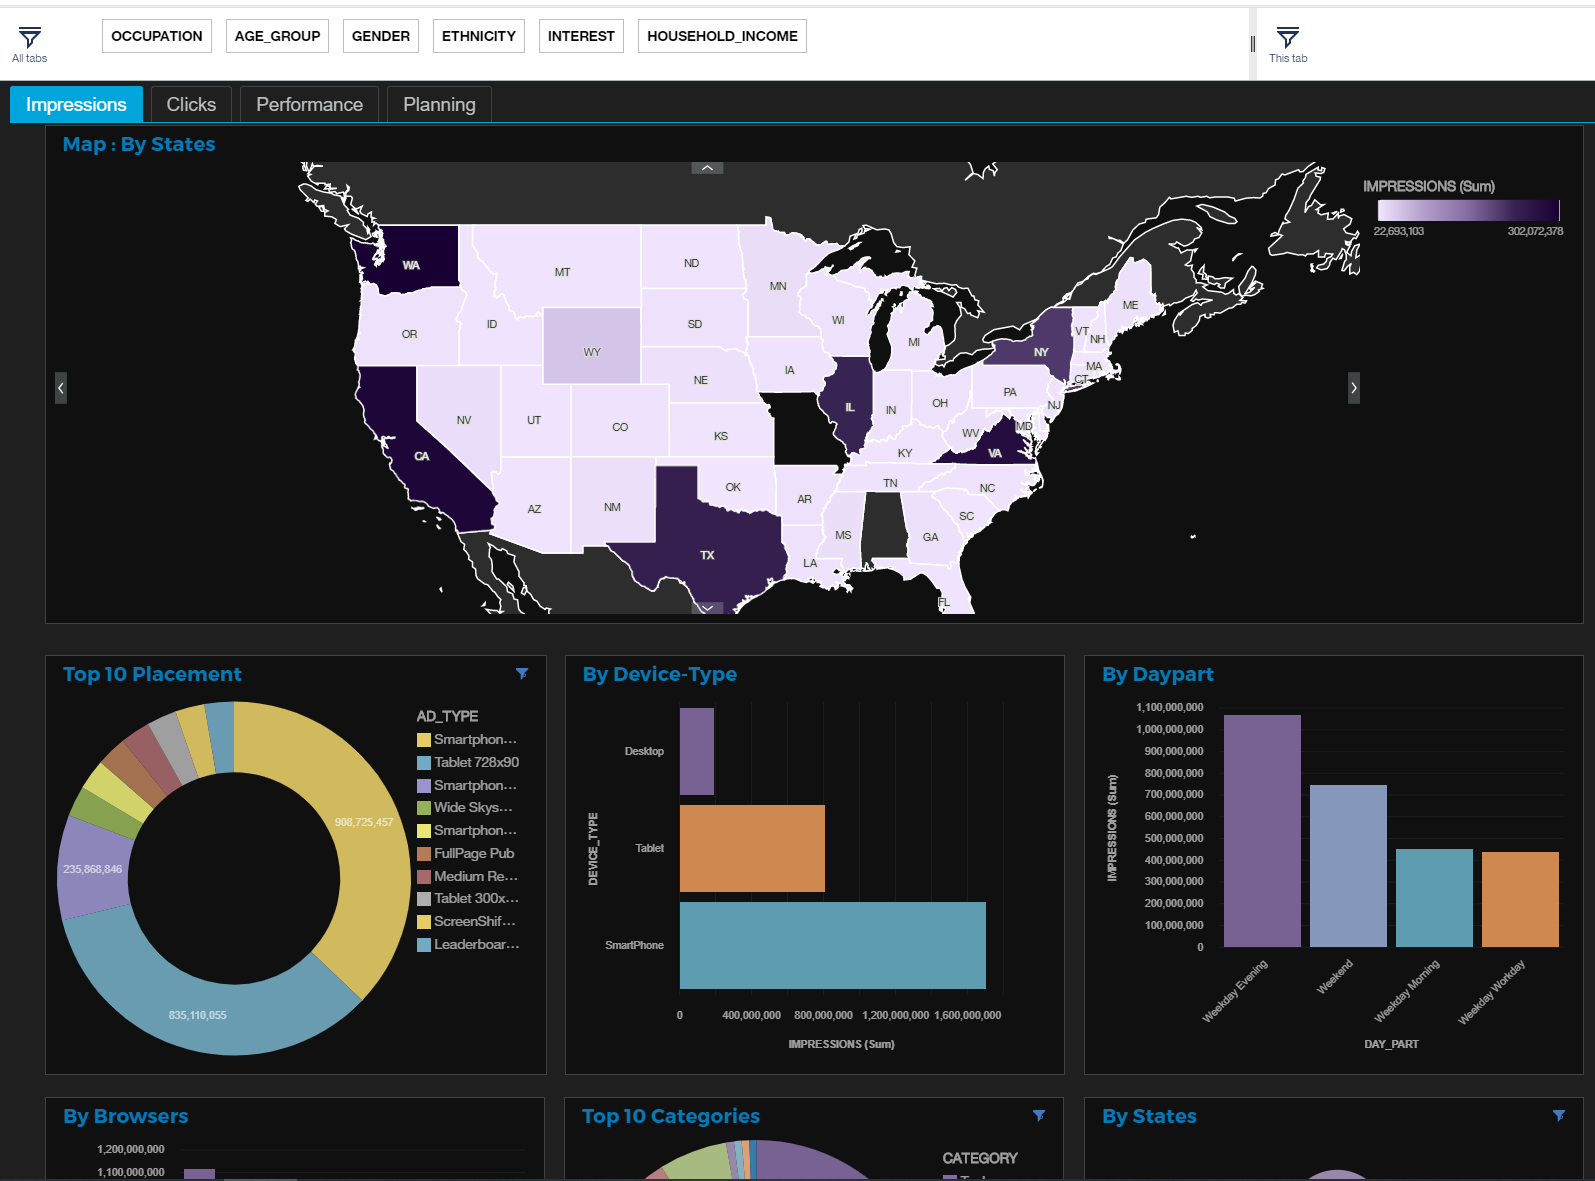 All tabs
OCCUPATION
AGE_GROUP
GENDER
ETHNICITY
INTEREST
HOUSEHOLD_INCOME
This tab
Impressions
Clicks
Performance
Planning
Map : By States
IMPRESSIONS (Sum)
22,693,103
302,072,378
WA
MT
ND
MN
OR
ID
SD
WI
ME
WY
MI
VT
NH
NY
MA
CT
IA
NE
PA
NV
UT
CO
IL
IN
OH
NJ
MD
WV
VA
KS
KY
CA
OK
AR
TN
NC
AZ
NM
MS
SC
GA
TX
LA
FL
Top 10 Placement
AD_TYPE
Smartphon...
Tablet 728x90
Smartphon...
Wide Skys...
Smartphon...
FullPage Pub
Medium Re...
Tablet 300x...
ScreenShif...
Leaderboar...
908,725,457
235,868,846
835,110,055
By Device-Type
DEVICE_TYPE
Desktop
Tablet
SmartPhone
0
400,000,000
800,000,000
1,200,000,000
1,600,000,000
IMPRESSIONS (Sum)
By Daypart
IMPRESSIONS (Sum)
1,100,000,000
1,000,000,000
900,000,000
800,000,000
700,000,000
600,000,000
500,000,000
400,000,000
300,000,000
200,000,000
100,000,000
0
Weekday Evening
Weekend
Weekday Morning
Weekday Workday
DAY_PART
By Browsers
1,200,000,000
1,100,000,000
Top 10 Categories
CATEGORY
By States